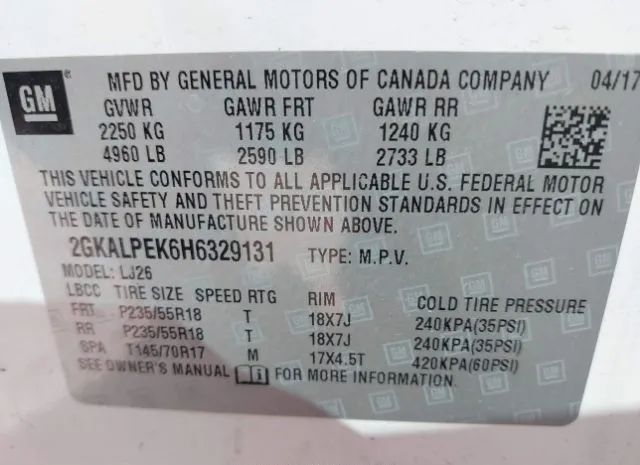 GM MFD BY GENERAL MOTORS OF CANADA COMPANY 04/17
GVWR GAWR FRT GAWR RR
2250 KG 1175 KG 1240 KG
4960 LB 2590 LB 2733 LB
THIS VEHICLE CONFORMS TO ALL APPLICABLE U.S. FEDERAL MOTOR
VEHICLE SAFETY AND THEFT PREVENTION STANDARDS IN EFFECT ON
THE DATE OF MANUFACTURE SHOWN ABOVE.
2GKALPEK6H6329131 TYPE: M.P.V.
MODEL: LJ26
LBCC TIRE SIZE SPEED RTG RIM COLD TIRE PRESSURE
FRT P235/55R18 T 18X7J 240KPA(35PSI)
RR P235/55R18 T 18X7J 240KPA(35PSI)
SPA T145/70R17 M 17X4.5T 420KPA(60PSI)
SEE OWNER'S MANUAL FOR MORE INFORMATION.